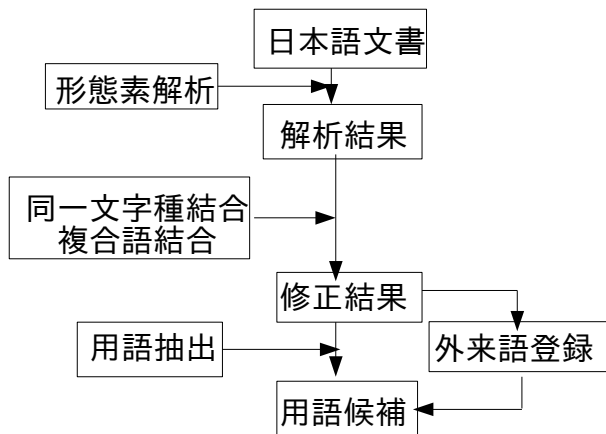 日本語文書
形態素解析
解析結果
同一文字種結合
複合語結合
修正結果
用語抽出
外来語登録
用語候補